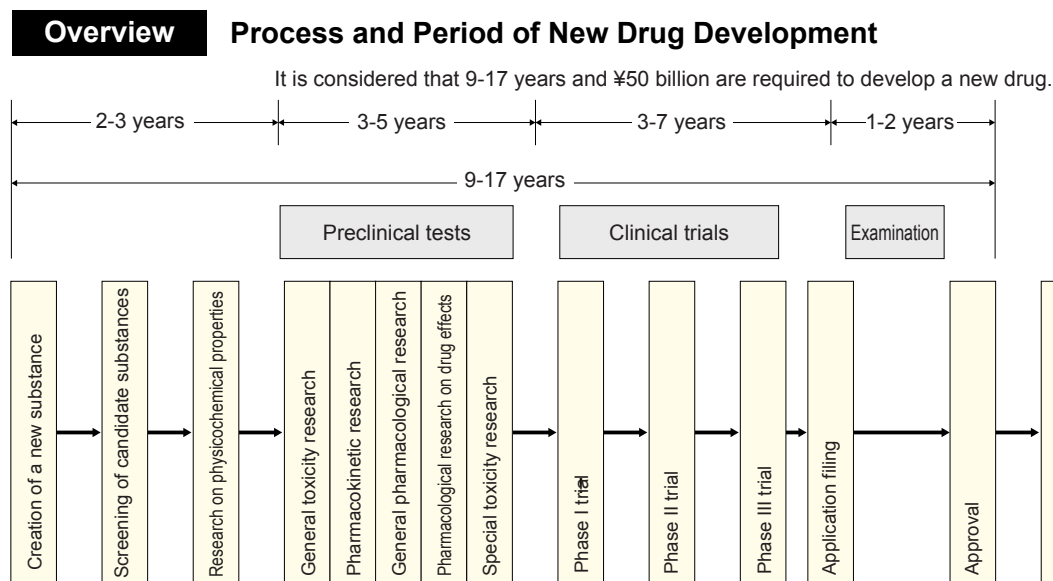 Overview
Process and Period of New Drug Development
It is considered that 9-17 years and ¥50 billion are required to develop a new drug.
2-3 years
3-5 years
3-7 years
1-2 years
9-17 years
Preclinical tests
Clinical trials
Examination
Creation of a new substance
Screening of candidate substances
Research on physicochemical properties
General toxicity research
Pharmacokinetic research
General pharmacological research
Pharmacological research on drug effects
Special toxicity research
Phase I trial
Phase II trial
Phase III trial
Application filing
Approval